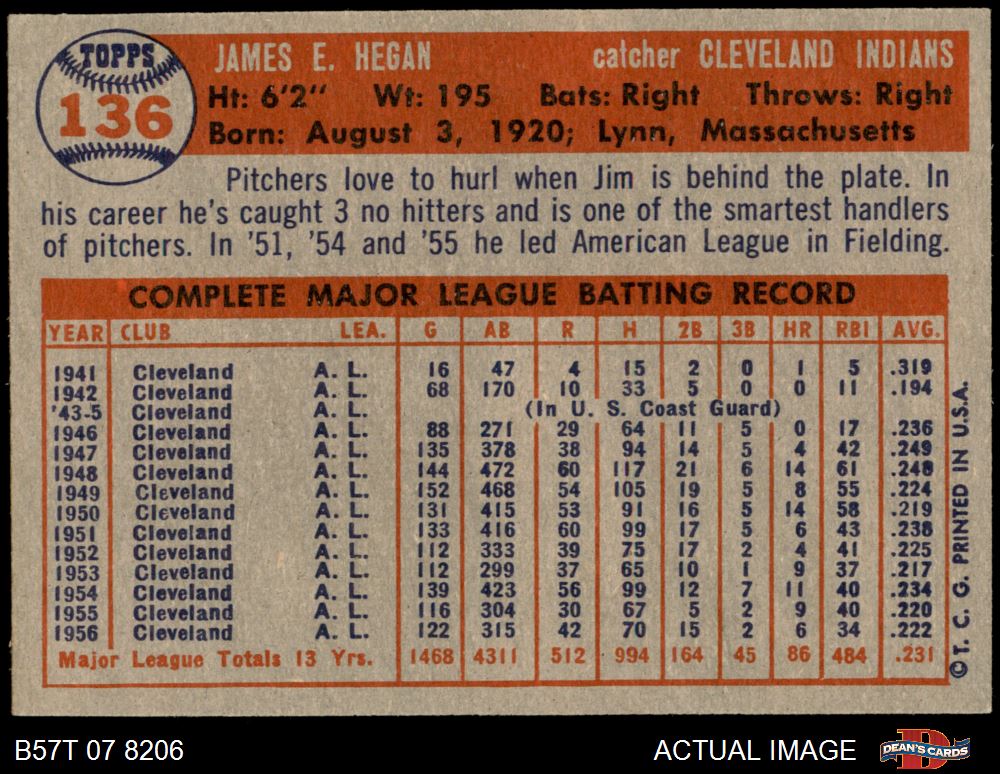 TOPPS
136
JAMES E. HEGAN catcher CLEVELAND INDIANS
Ht: 6'2" Wt: 195 Bats: Right Throws: Right
Born: August 3, 1920; Lynn, Massachusetts
Pitchers love to hurl when Jim is behind the plate. In
his career he's caught 3 no hitters and is one of the smartest handlers
of pitchers. In '51, '54 and '55 he led American League in Fielding.
COMPLETE MAJOR LEAGUE BATTING RECORD
YEAR CLUB LEA. G AB R H 2B 3B HR RBI AVG.
1941 Cleveland A. L. 16 47 4 15 2 0 1 5 .319
1942 Cleveland A. L. 68 170 10 33 5 0 0 11 .194
'43-5 Cleveland A. L. (In U. S. Coast Guard)
1946 Cleveland A. L. 88 271 29 64 11 5 0 17 .236
1947 Cleveland A. L. 135 378 38 94 14 5 4 42 .249
1948 Cleveland A. L. 144 472 60 117 21 6 14 61 .248
1949 Cleveland A. L. 152 468 54 105 19 5 8 55 .224
1950 Cleveland A. L. 131 415 53 91 16 5 14 58 .219
1951 Cleveland A. L. 133 416 60 99 17 5 6 43 .238
1952 Cleveland A. L. 112 333 39 75 17 2 4 41 .225
1953 Cleveland A. L. 112 299 37 65 10 1 9 37 .217
1954 Cleveland A. L. 139 423 56 99 12 7 11 40 .234
1955 Cleveland A. L. 116 304 30 67 5 2 9 40 .220
1956 Cleveland A. L. 122 315 42 70 15 2 6 34 .222
Major League Totals 13 Yrs. 1468 4311 512 994 164 45 86 484 .231
© T. C. G. PRINTED IN U.S.A.
B57T 07 8206 ACTUAL IMAGE DEAN'S CARDS